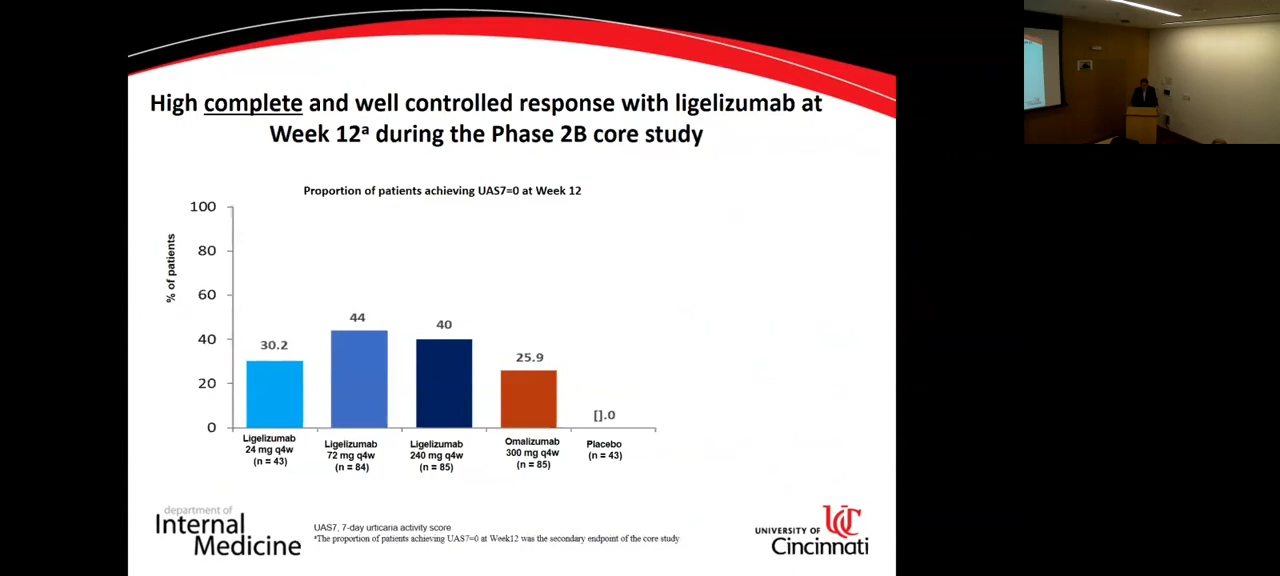 High complete and well controlled response with ligelizumab at
Week 12ᵃ during the Phase 2B core study
Proportion of patients achieving UAS7=0 at Week 12
% of patients
100
80
60
40
20
0
30.2
44
40
25.9
[].0
Ligelizumab
24 mg q4w
(n = 43)
Ligelizumab
72 mg q4w
(n = 84)
Ligelizumab
240 mg q4w
(n = 85)
Omalizumab
300 mg q4w
(n = 85)
Placebo
(n = 43)
department of
Internal
Medicine
UAS7, 7-day urticaria activity score
ᵃThe proportion of patients achieving UAS7=0 at Week12 was the secondary endpoint of the core study
UC
UNIVERSITY OF
Cincinnati